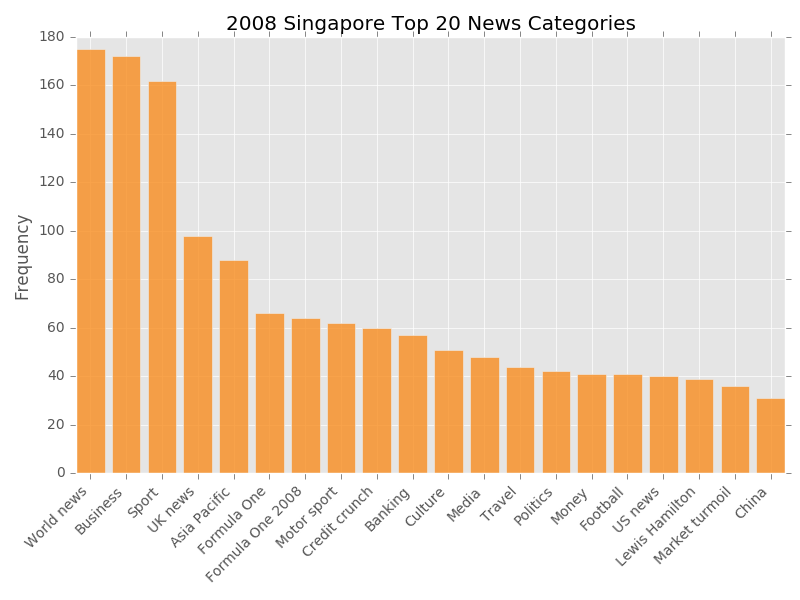 2008 Singapore Top 20 News Categories
Frequency
180
160
140
120
100
80
60
40
20
0
World news
Business
Sport
UK news
Asia Pacific
Formula One
Formula One 2008
Motor sport
Credit crunch
Banking
Culture
Media
Travel
Politics
Money
Football
US news
Lewis Hamilton
Market turmoil
China